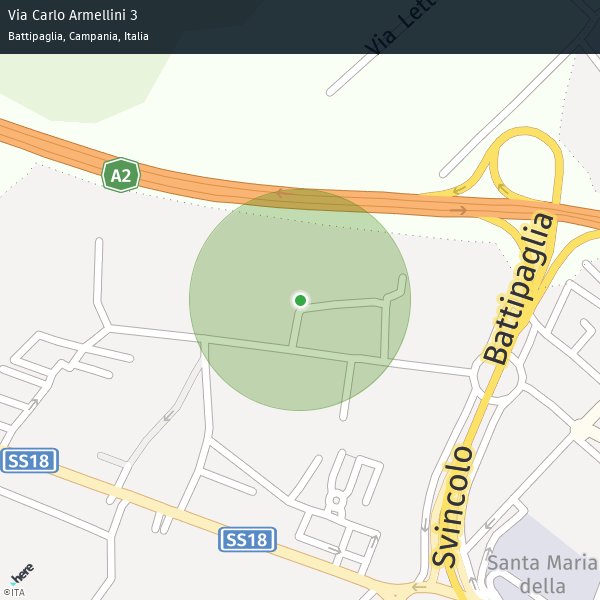 Via Carlo Armellini 3
Battipaglia, Campania, Italia
Via Lett
A2
Battipaglia
SS18
Svincolo
SS18
Santa Maria
della
here
©ITA